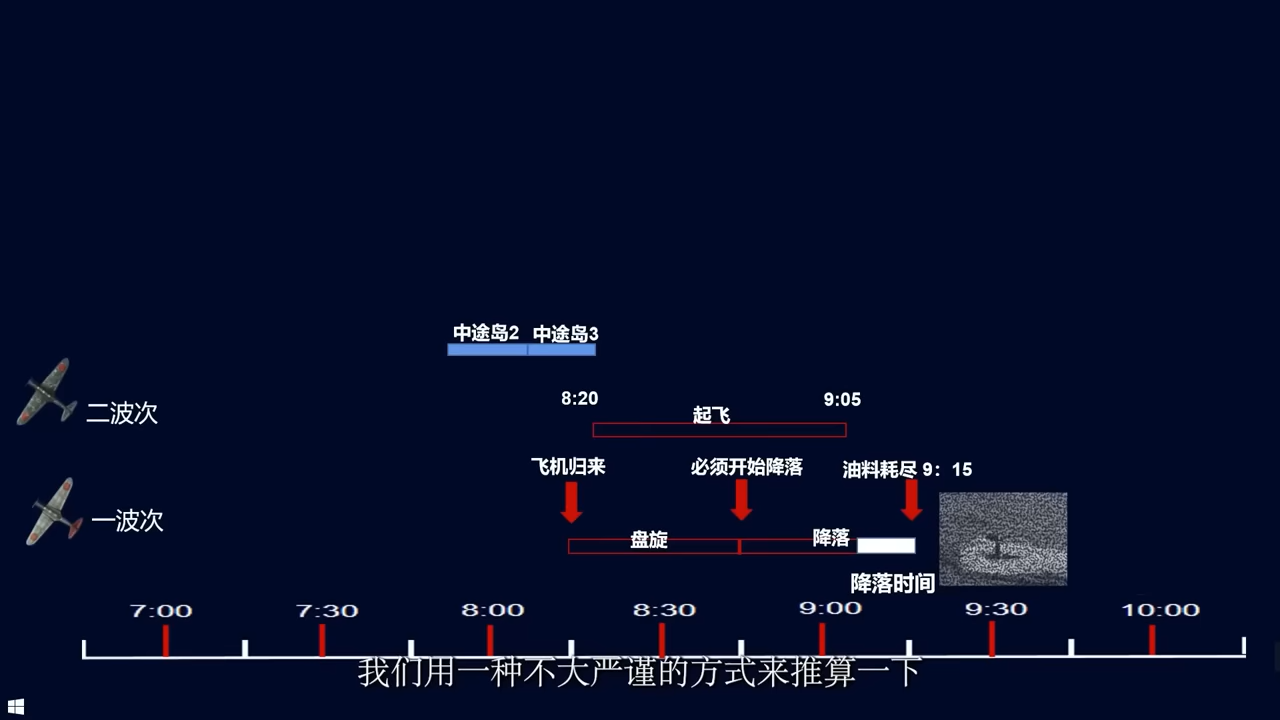 中途岛2 中途岛3
8:20 9:05
起飞
二波次
飞机归来 必须开始降落 油料耗尽 9：15
一波次
盘旋 降落
降落时间
7:00 7:30 8:00 8:30 9:00 9:30 10:00
我们用一种不大严谨的方式来推算一下